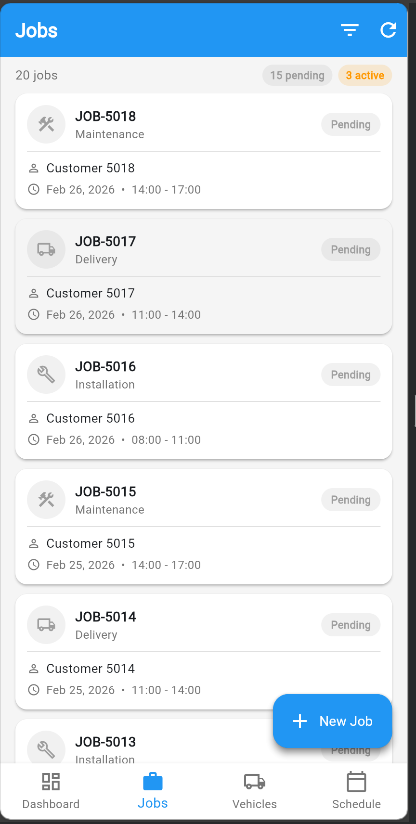 Jobs
20 jobs
15 pending
3 active
JOB-5018
Maintenance
Pending
Customer 5018
Feb 26, 2026 • 14:00 - 17:00
JOB-5017
Delivery
Pending
Customer 5017
Feb 26, 2026 • 11:00 - 14:00
JOB-5016
Installation
Pending
Customer 5016
Feb 26, 2026 • 08:00 - 11:00
JOB-5015
Maintenance
Pending
Customer 5015
Feb 25, 2026 • 14:00 - 17:00
JOB-5014
Delivery
Pending
Customer 5014
Feb 25, 2026 • 11:00 - 14:00
New Job
JOB-5013
Installation
Pending
Dashboard
Jobs
Vehicles
Schedule